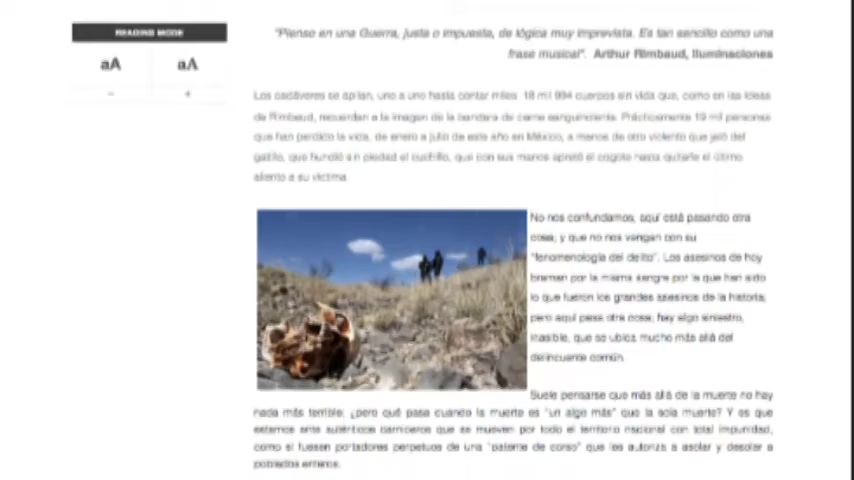 READING MODE
aA aA
- +
"Pienso en una Guerra, justa o impuesta, de lógica muy imprevista. Es tan sencillo como una
frase musical". Arthur Rimbaud, Iluminaciones
Los cadáveres se apilan, uno a uno hasta contar miles. 18 mil 994 cuerpos sin vida que, como en las ideas
de Rimbaud, recuerdan a la imagen de la bandera de carne sanguinolenta. Prácticamente 19 mil personas
que han perdido la vida, de enero a julio de este año en México, a manos de otro violento que jaló del
gatillo, que hundió sin piedad el cuchillo, que con sus manos apretó el cogote hasta quitarle el último
aliento a su víctima.
No nos confundamos, aquí está pasando otra
cosa; y que no nos vengan con su
"fenomenología del delito". Los asesinos de hoy
braman por la misma sangre por la que han sido
lo que fueron los grandes asesinos de la historia;
pero aquí pasa otra cosa, hay algo siniestro,
inasible, que se ubica mucho más allá del
delincuente común.
Suele pensarse que más allá de la muerte no hay
nada más terrible; ¿pero qué pasa cuando la muerte es "un algo más" que la sola muerte? Y es que
estamos ante auténticos carniceros que se mueven por todo el territorio nacional con total impunidad,
como si fuesen portadores perpetuos de una "patente de corso" que les autoriza a asolar y desolar a
poblados enteros.